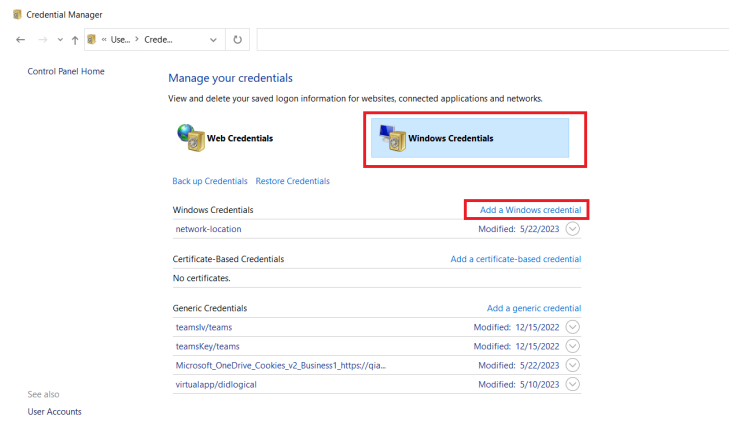 Credential Manager
« Use... › Crede...
Control Panel Home
Manage your credentials
View and delete your saved logon information for websites, connected applications and networks.
Web Credentials
Windows Credentials
Back up Credentials Restore Credentials
Windows Credentials Add a Windows credential
network-location Modified: 5/22/2023
Certificate-Based Credentials Add a certificate-based credential
No certificates.
Generic Credentials Add a generic credential
teamslv/teams Modified: 12/15/2022
teamsKey/teams Modified: 12/15/2022
Microsoft_OneDrive_Cookies_v2_Business1_https://qia... Modified: 5/22/2023
virtualapp/didlogical Modified: 5/10/2023
See also
User Accounts